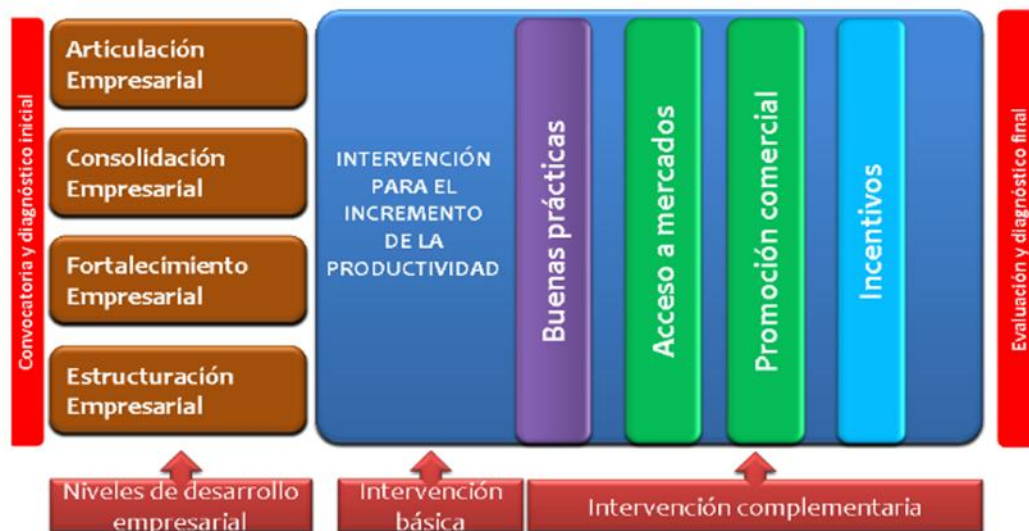 Convocatoria y diagnóstico inicial
Articulación
Empresarial
Consolidación
Empresarial
Fortalecimiento
Empresarial
Estructuración
Empresarial
INTERVENCIÓN
PARA EL
INCREMENTO
DE LA
PRODUCTIVIDAD
Buenas prácticas
Acceso a mercados
Promoción comercial
Incentivos
Evaluación y diagnóstico final
Niveles de desarrollo
empresarial
Intervención
básica
Intervención complementaria